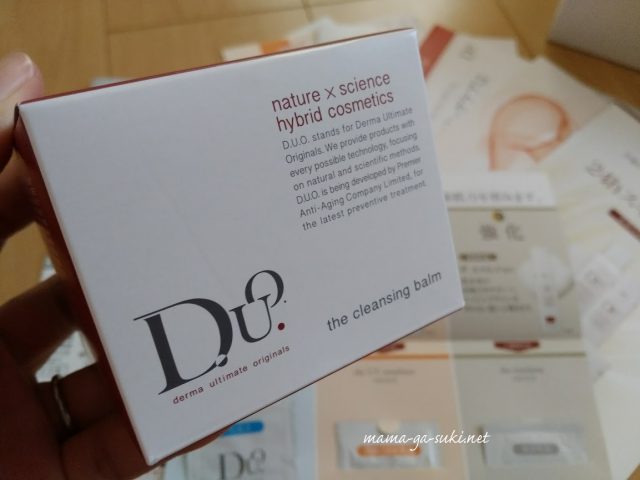 nature × science
hybrid cosmetics
D.U.O. stands for Derma Ultimate
Originals. We provide products with
every possible technology, focusing
on natural and scientific methods.
D.U.O. is being developed by Premier
Anti-Aging Company Limited, for
the latest preventive treatment.
D.U.O.
derma ultimate originals
the cleansing balm
強化
DUO
mama-ga-suki.net